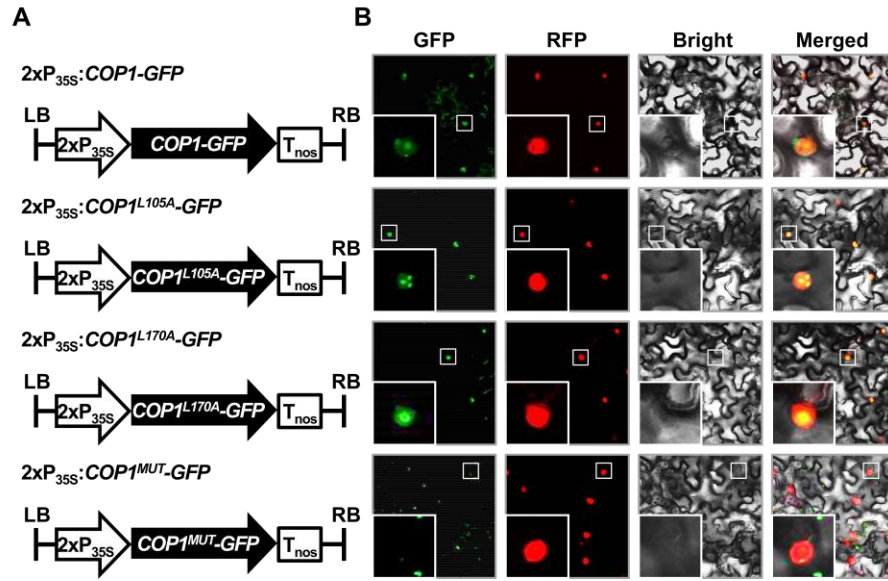 A
B
GFP RFP Bright Merged
2xP35S:COP1-GFP
LB RB
2xP35S COP1-GFP Tnos
2xP35S:COP1L105A-GFP
LB RB
2xP35S COP1L105A-GFP Tnos
2xP35S:COP1L170A-GFP
LB RB
2xP35S COP1L170A-GFP Tnos
2xP35S:COP1MUT-GFP
LB RB
2xP35S COP1MUT-GFP Tnos